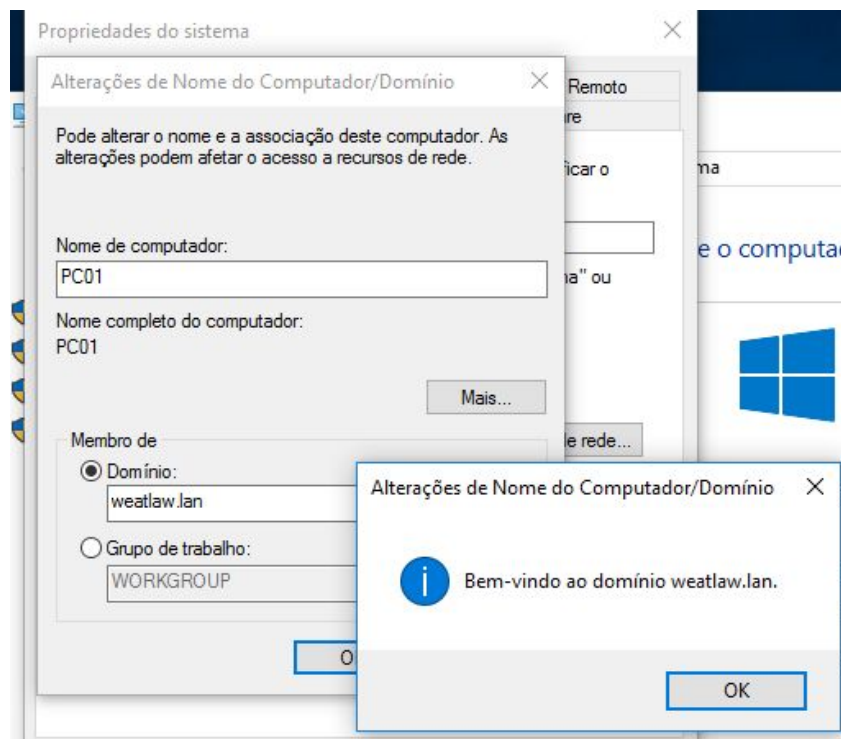 Propriedades do sistema
Alterações de Nome do Computador/Domínio
Remoto
Pode alterar o nome e a associação deste computador. As
alterações podem afetar o acesso a recursos de rede.
Nome de computador:
PC01
Nome completo do computador:
PC01
Mais...
Membro de
Domínio:
weatlaw.lan
Grupo de trabalho:
WORKGROUP
ou
e o
rede...
Alterações de Nome do Computador/Domínio
Bem-vindo ao domínio weatlaw.lan.
OK